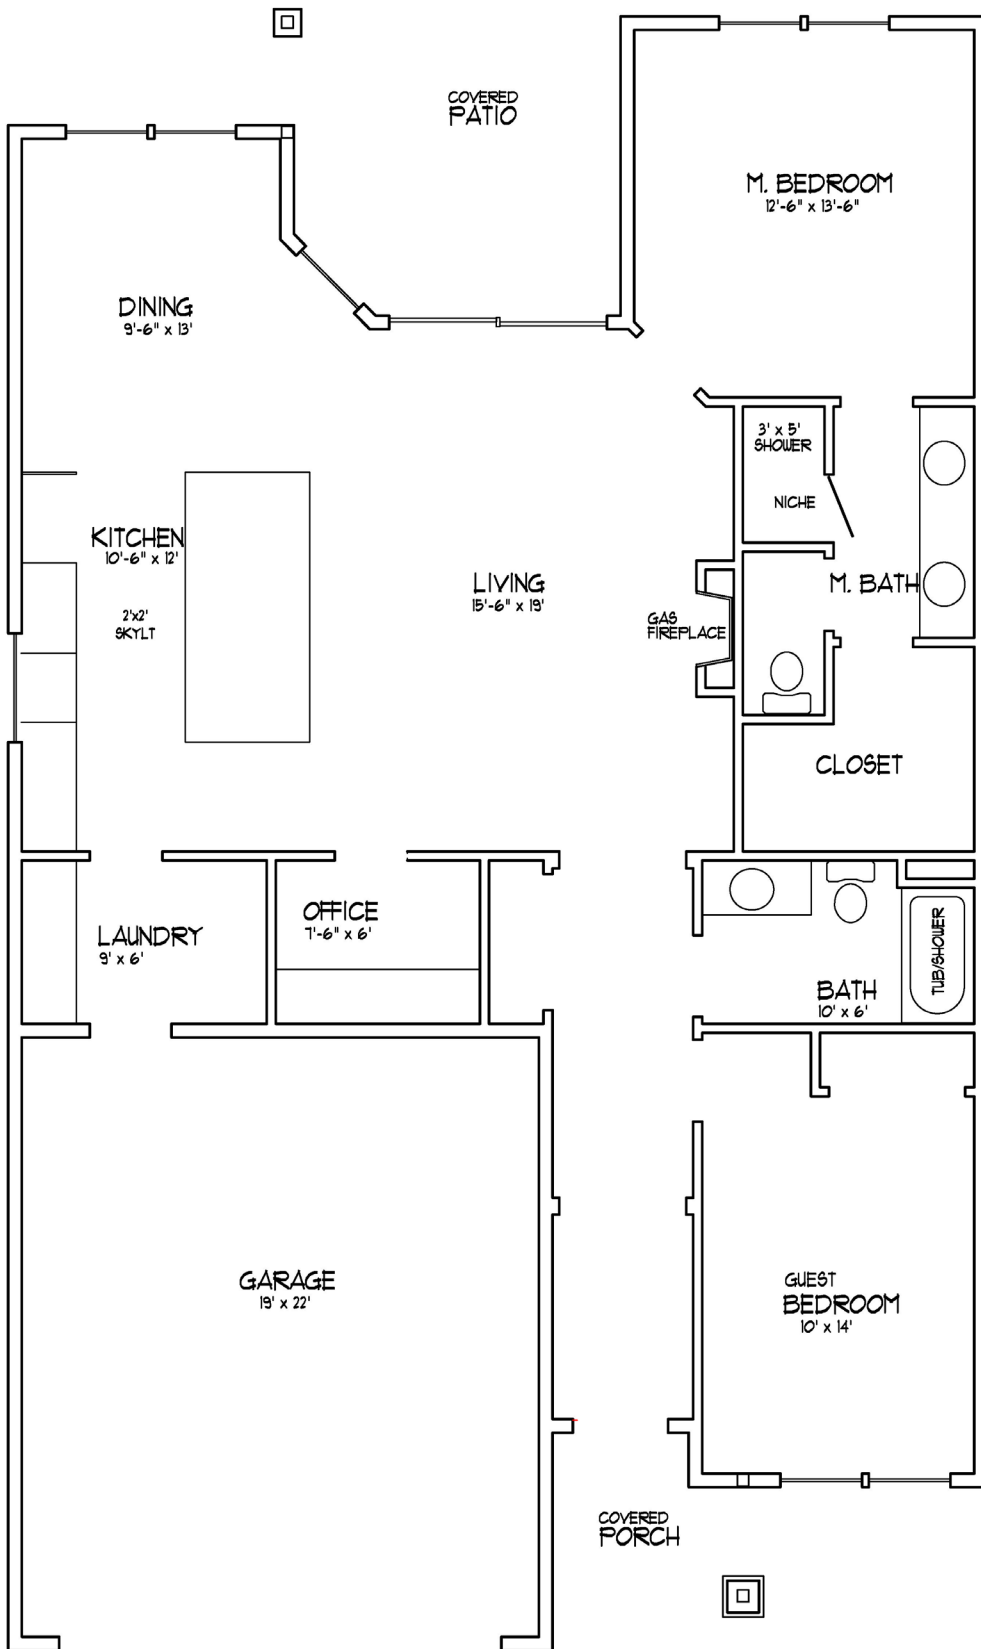 COVERED
PATIO
M. BEDROOM
12'-6" x 13'-6"
DINING
9'-6" x 13'
3' x 5'
SHOWER
NICHE
KITCHEN
10'-6" x 12'
2'x2'
SKYLT
LIVING
15'-6" x 19'
GAS
FIREPLACE
M. BATH
CLOSET
OFFICE
7'-6" x 6'
LAUNDRY
9' x 6'
TUB/SHOWER
BATH
10' x 6'
GARAGE
19' x 22'
GUEST
BEDROOM
10' x 14'
COVERED
PORCH